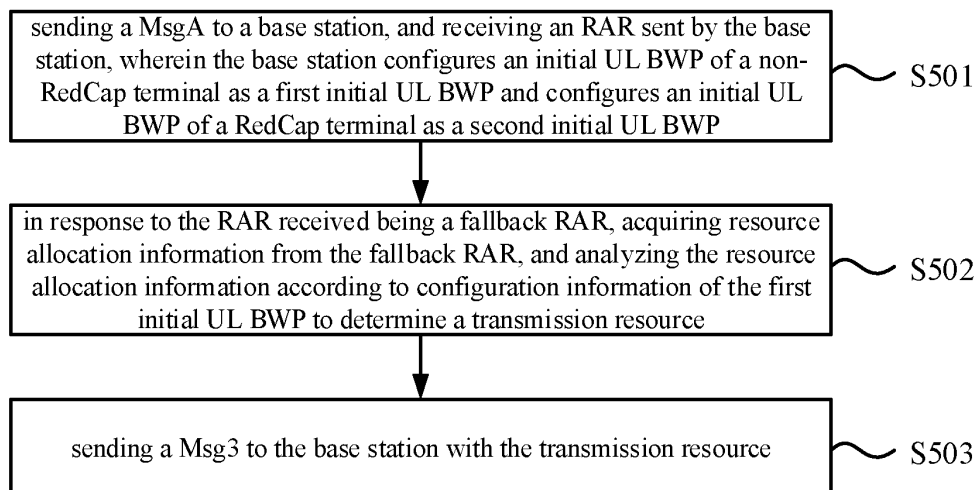 sending a MsgA to a base station, and receiving an RAR sent by the base
station, wherein the base station configures an initial UL BWP of a non-
RedCap terminal as a first initial UL BWP and configures an initial UL
BWP of a RedCap terminal as a second initial UL BWP
S501
in response to the RAR received being a fallback RAR, acquiring resource
allocation information from the fallback RAR, and analyzing the resource
allocation information according to configuration information of the first
initial UL BWP to determine a transmission resource
S502
sending a Msg3 to the base station with the transmission resource
S503